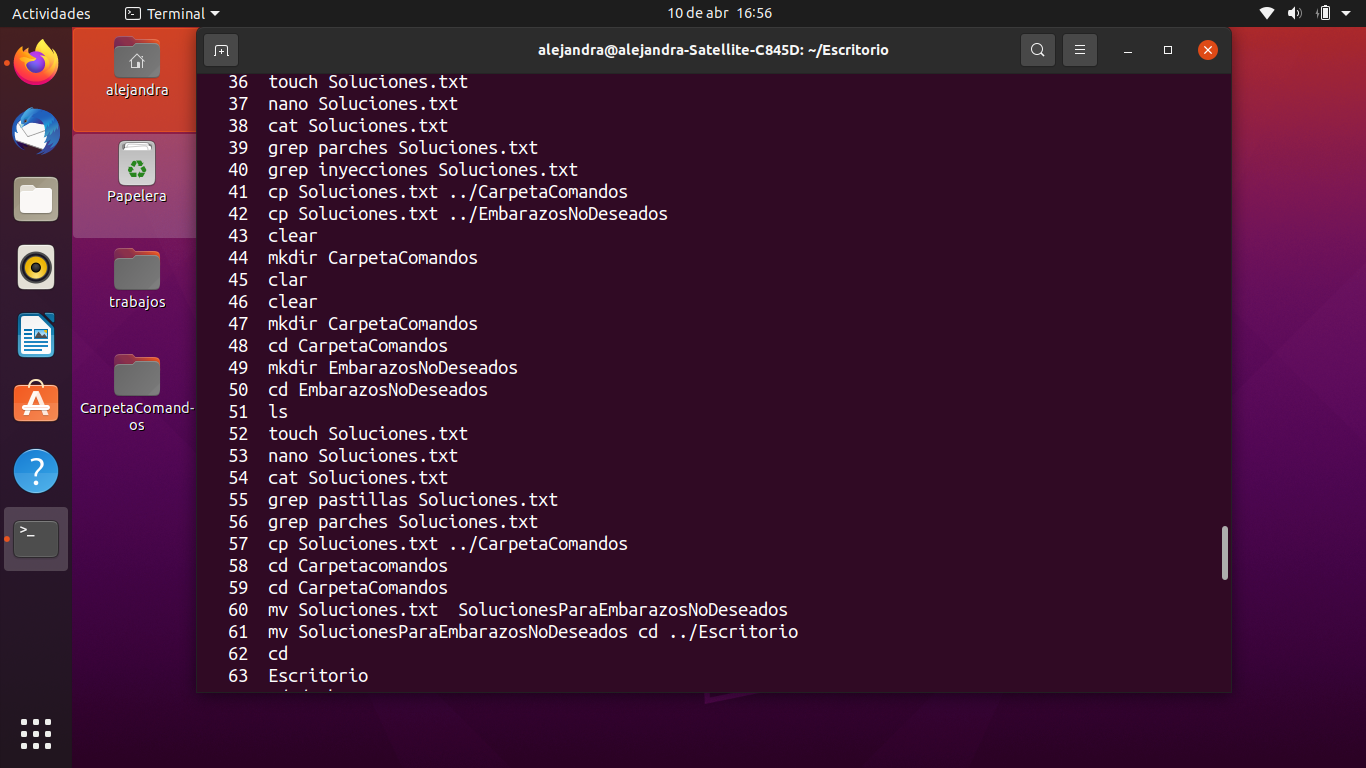 Actividades
Terminal
10 de abr 16:56
alejandra@alejandra-Satellite-C845D: ~/Escritorio
alejandra
Papelera
trabajos
CarpetaComand-
os
36 touch Soluciones.txt
37 nano Soluciones.txt
38 cat Soluciones.txt
39 grep parches Soluciones.txt
40 grep inyecciones Soluciones.txt
41 cp Soluciones.txt ../CarpetaComandos
42 cp Soluciones.txt ../EmbarazosNoDeseados
43 clear
44 mkdir CarpetaComandos
45 clar
46 clear
47 mkdir CarpetaComandos
48 cd CarpetaComandos
49 mkdir EmbarazosNoDeseados
50 cd EmbarazosNoDeseados
51 ls
52 touch Soluciones.txt
53 nano Soluciones.txt
54 cat Soluciones.txt
55 grep pastillas Soluciones.txt
56 grep parches Soluciones.txt
57 cp Soluciones.txt ../CarpetaComandos
58 cd Carpetacomandos
59 cd CarpetaComandos
60 mv Soluciones.txt  SolucionesParaEmbarazosNoDeseados
61 mv SolucionesParaEmbarazosNoDeseados cd ../Escritorio
62 cd
63 Escritorio